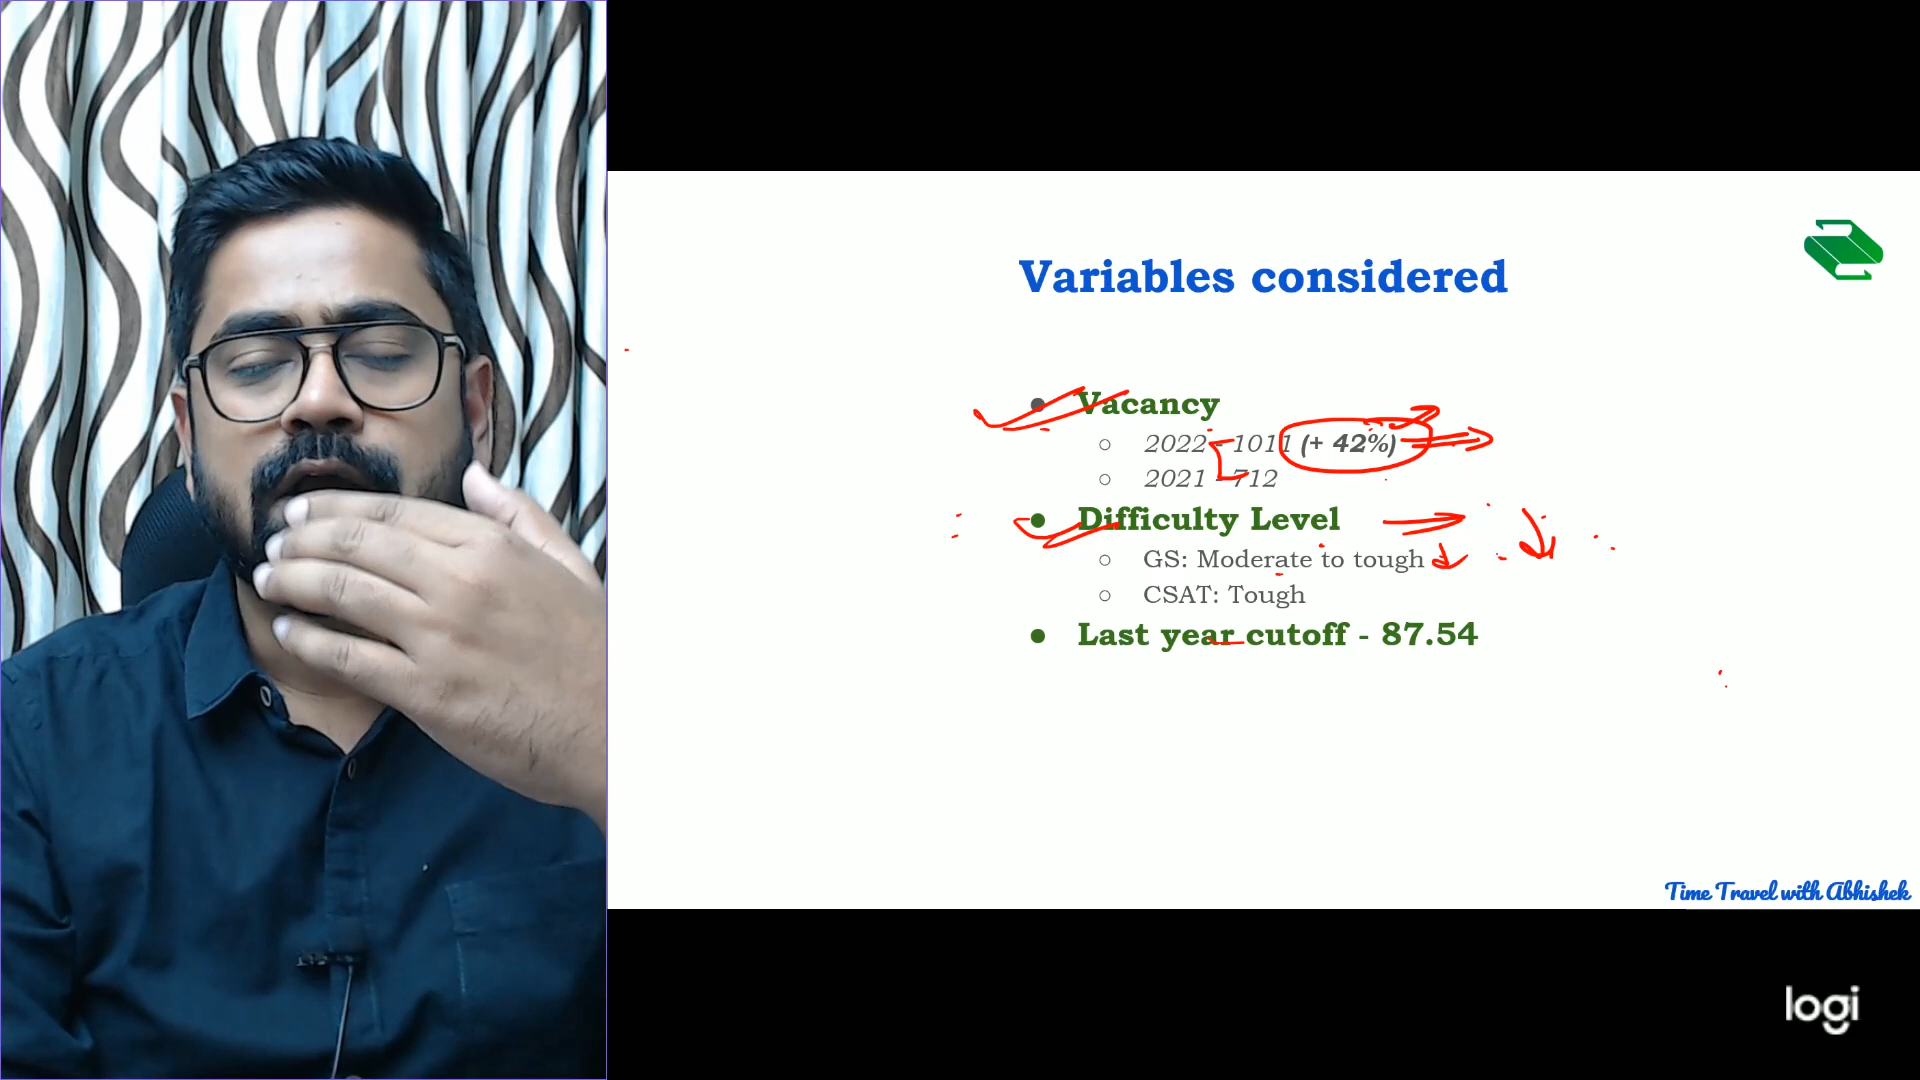 Variables considered
● Vacancy
○ 2022 - 1011 (+ 42%)
○ 2021 - 712
● Difficulty Level
○ GS: Moderate to tough
○ CSAT: Tough
● Last year cutoff - 87.54
Time Travel with Abhishek
logi